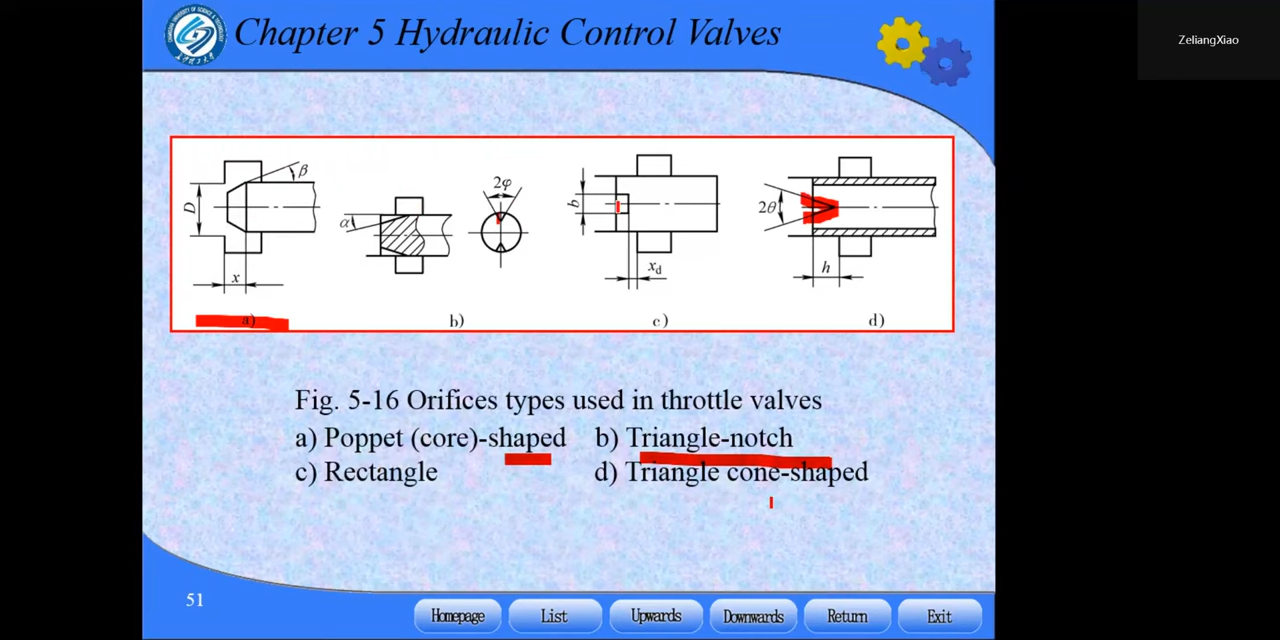 Chapter 5 Hydraulic Control Valves
ZeliangXiao
D
β
x
a)
α
2φ
b)
b
xd
c)
2θ
h
d)
Fig. 5-16 Orifices types used in throttle valves
a) Poppet (core)-shaped b) Triangle-notch
c) Rectangle d) Triangle cone-shaped
51
Homepage List Upwards Downwards Return Exit